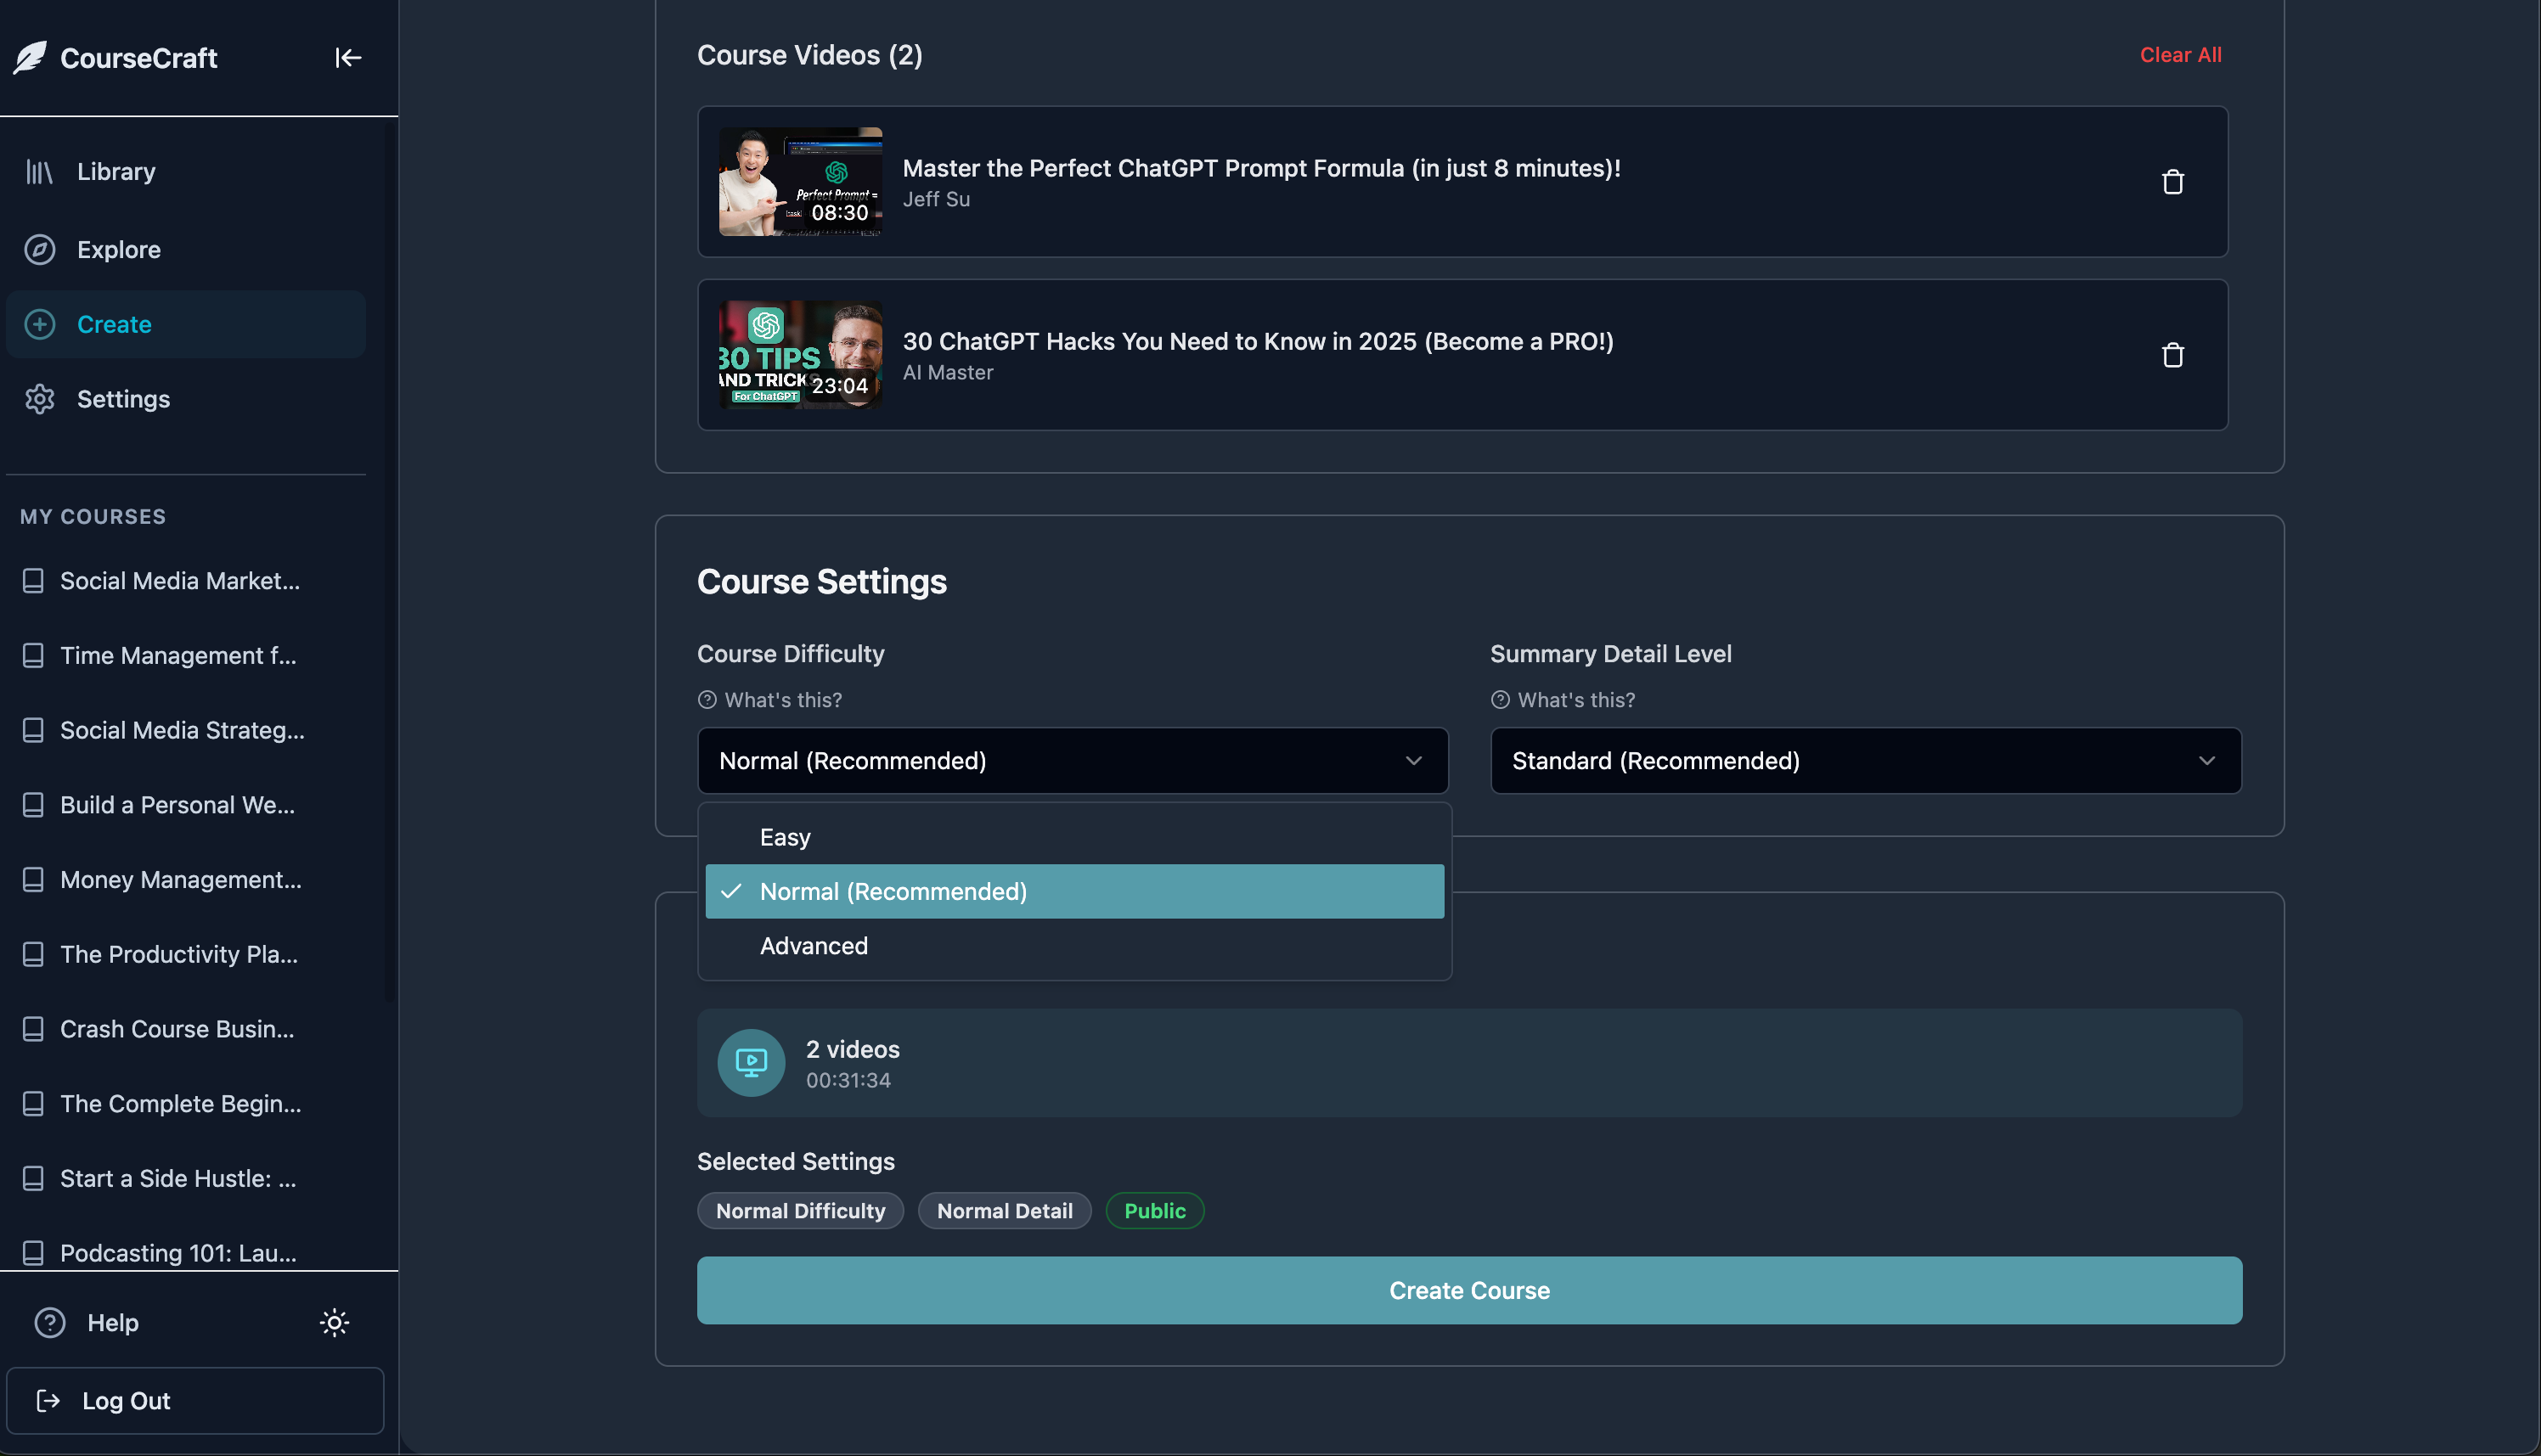 CourseCraft
Library
Explore
Create
Settings
MY COURSES
Social Media Market...
Time Management f...
Social Media Strateg...
Build a Personal We...
Money Management...
The Productivity Pla...
Crash Course Busin...
The Complete Begin...
Start a Side Hustle: ...
Podcasting 101: Lau...
Help
Log Out
Course Videos (2)
Clear All
Perfect Prompt =
[task]
08:30
Master the Perfect ChatGPT Prompt Formula (in just 8 minutes)!
Jeff Su
30 TIPS
AND TRICKS
For ChatGPT
23:04
30 ChatGPT Hacks You Need to Know in 2025 (Become a PRO!)
AI Master
Course Settings
Course Difficulty
What's this?
Normal (Recommended)
Easy
Normal (Recommended)
Advanced
Summary Detail Level
What's this?
Standard (Recommended)
2 videos
00:31:34
Selected Settings
Normal Difficulty
Normal Detail
Public
Create Course